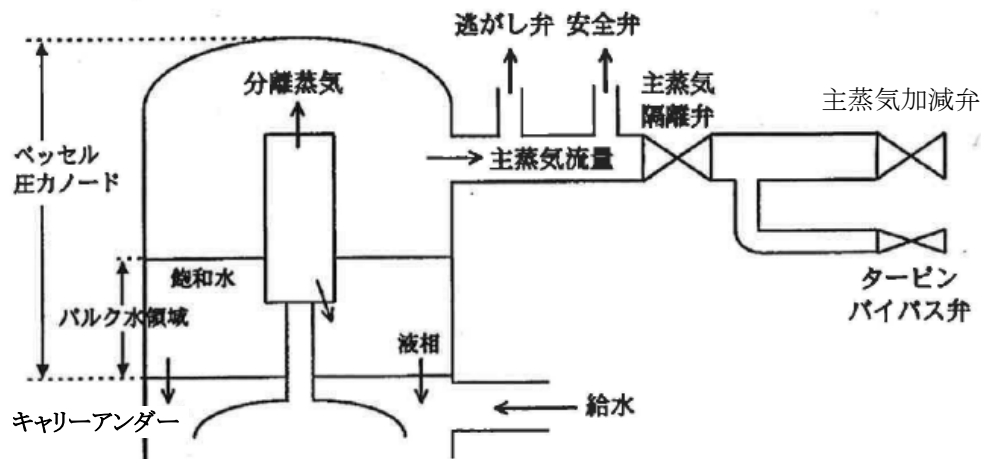 逃がし弁 安全弁
主蒸気
隔離弁
主蒸気加減弁
分離蒸気
ベッセル
圧力ノード
主蒸気流量
飽和水
バルク水領域
タービン
バイパス弁
液相
キャリーアンダー
給水